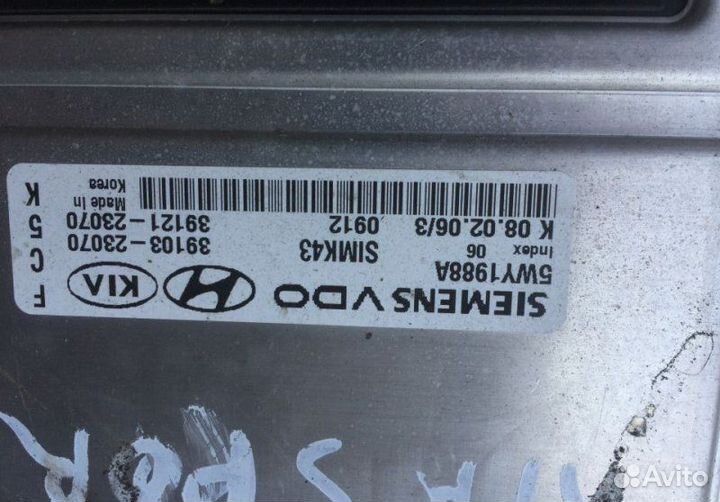 SIEMENS VDO KIA F
5WY1988A SIMK43 39103-23070 C
Index 06
K 08.02.06/3 0912 39121-23070 5
Made In Korea K
Avito